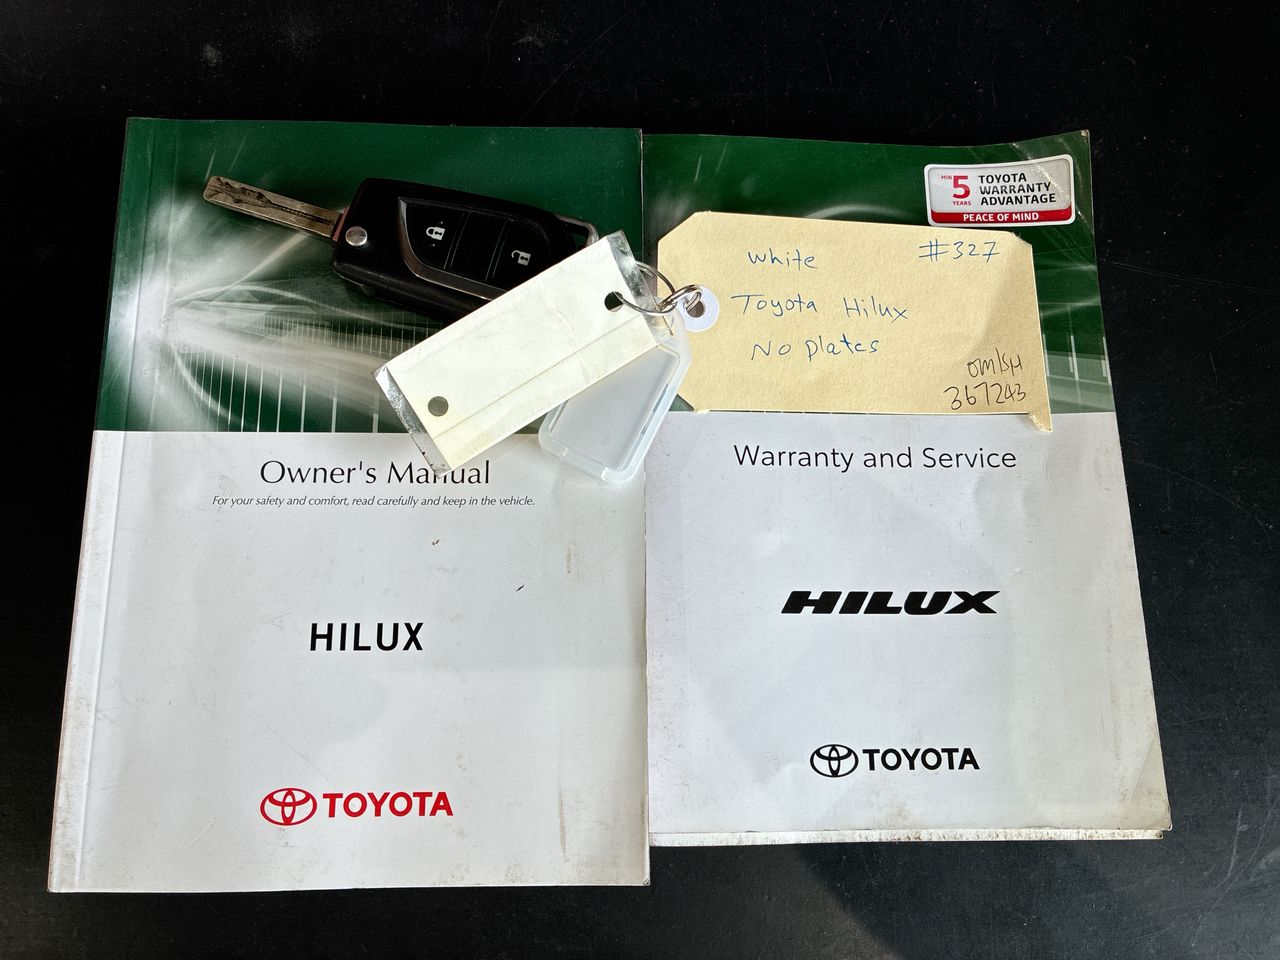 MIN 5 YEARS
TOYOTA
WARRANTY
ADVANTAGE
PEACE OF MIND
white #327
Toyota Hilux
No plates
367243
Owner's Manual
For your safety and comfort, read carefully and keep in the vehicle.
HILUX
TOYOTA
Warranty and Service
HILUX
TOYOTA